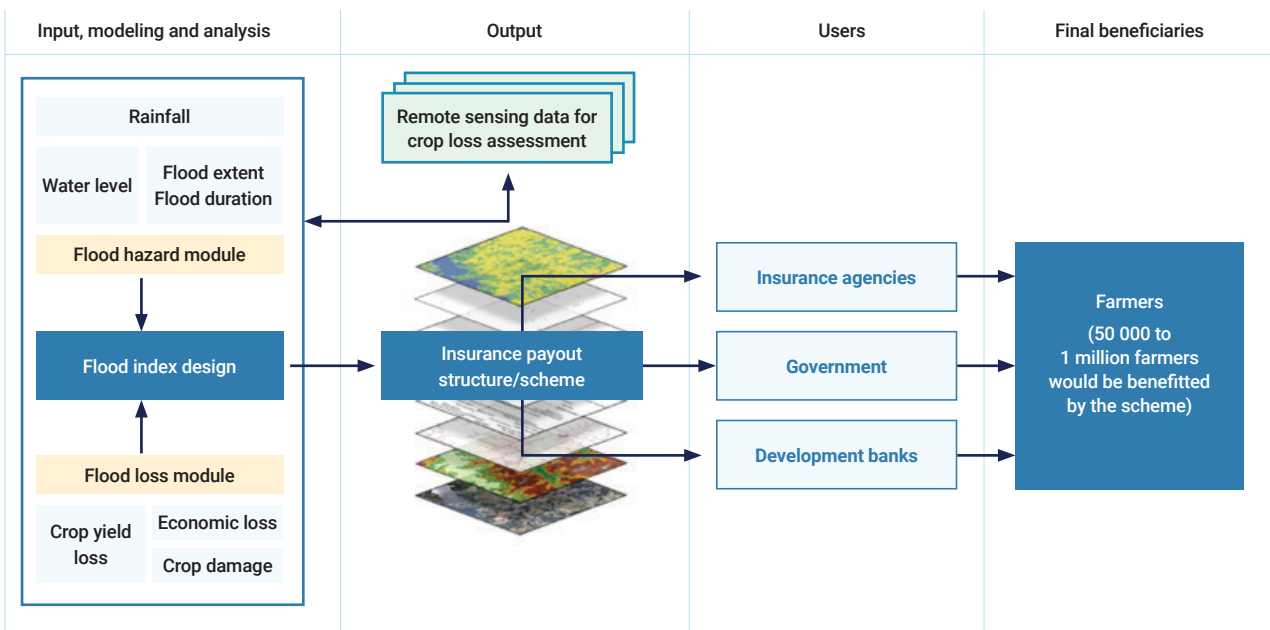 Input, modeling and analysis
Output
Users
Final beneficiaries
Rainfall
Water level
Flood extent
Flood duration
Flood hazard module
Flood index design
Flood loss module
Crop yield
loss
Economic loss
Crop damage
Remote sensing data for
crop loss assessment
Insurance payout
structure/scheme
Insurance agencies
Government
Development banks
Farmers
(50 000 to
1 million farmers
would be benefitted
by the scheme)